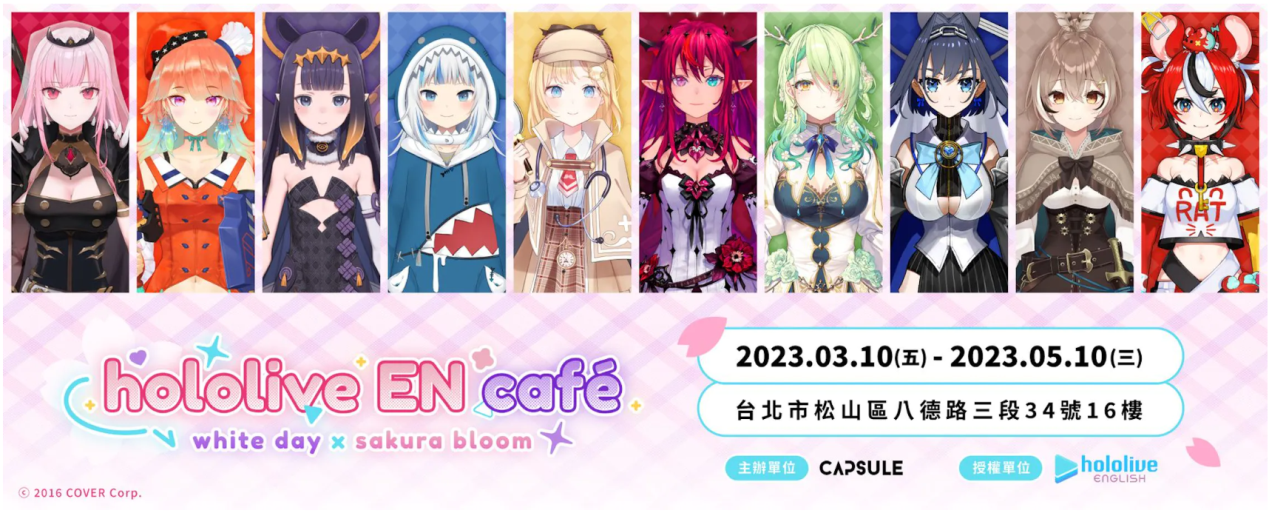 RAT
hololive EN café
white day x sakura bloom
2023.03.10(五) - 2023.05.10(三)
台北市松山區八德路三段34號16樓
主辦單位 CAPSULE 授權單位 hololive ENGLISH
© 2016 COVER Corp.